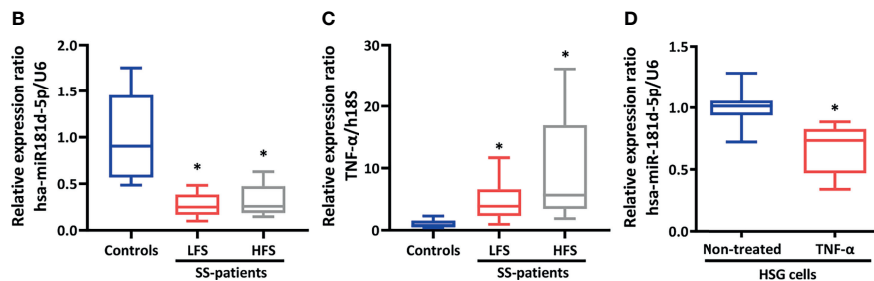 B
Relative expression ratio
hsa-miR181d-5p/U6
2.0
1.5
1.0
0.5
0.0
*
*
Controls
LFS
HFS
SS-patients
C
Relative expression ratio
TNF-α/h18S
30
20
10
0
*
*
Controls
LFS
HFS
SS-patients
D
Relative expression ratio
hsa-miR-181d-5p/U6
1.5
1.0
0.5
0.0
*
Non-treated
TNF-α
HSG cells